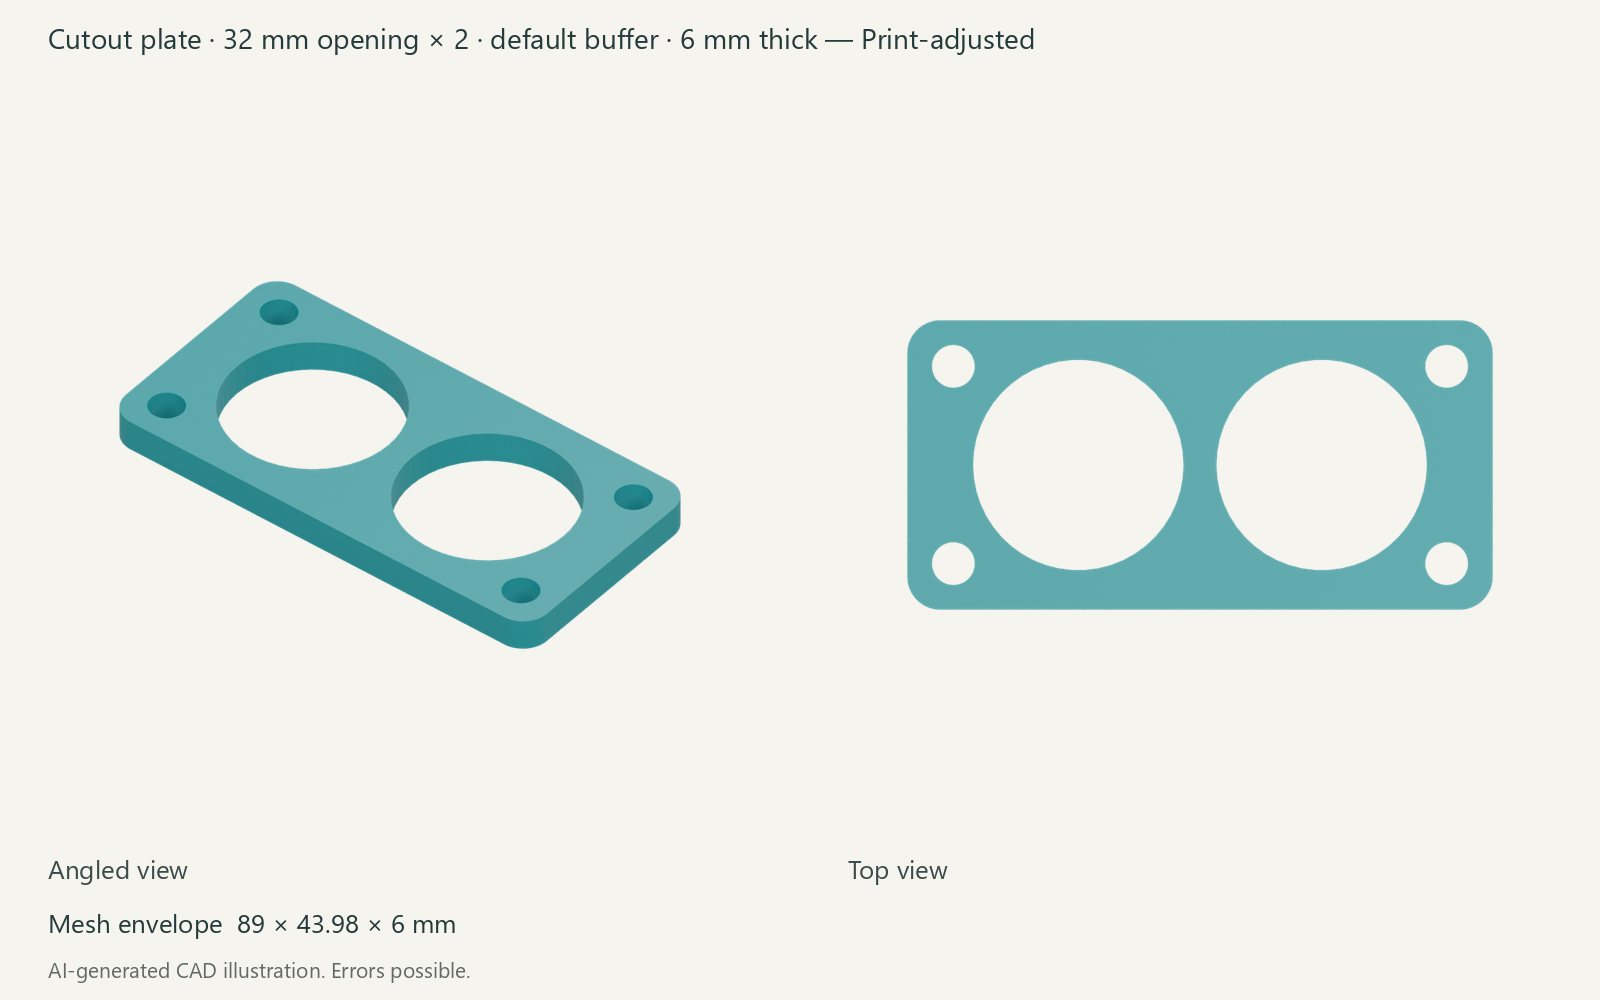 Cutout plate · 32 mm opening × 2 · default buffer · 6 mm thick — Print-adjusted
Angled view
Top view
Mesh envelope  89 × 43.98 × 6 mm
AI-generated CAD illustration. Errors possible.